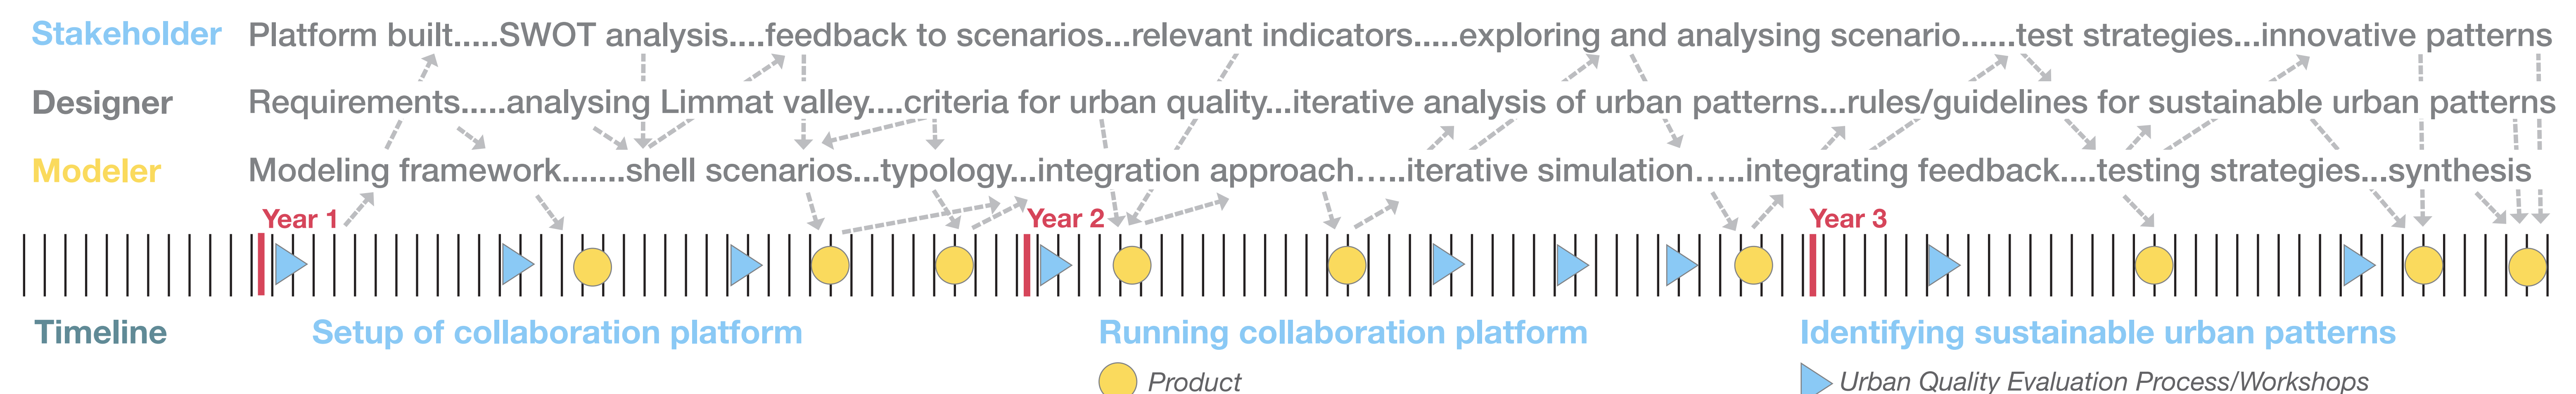 Stakeholder Platform built.....SWOT analysis....feedback to scenarios...relevant indicators.....exploring and analysing scenario......test strategies...innovative patterns
Designer Requirements.....analysing Limmat valley....criteria for urban quality...iterative analysis of urban patterns...rules/guidelines for sustainable urban patterns
Modeler Modeling framework.......shell scenarios...typology...integration approach.....iterative simulation.....integrating feedback....testing strategies...synthesis
Year 1 Year 2 Year 3
Timeline Setup of collaboration platform Running collaboration platform Identifying sustainable urban patterns
Product Urban Quality Evaluation Process/Workshops